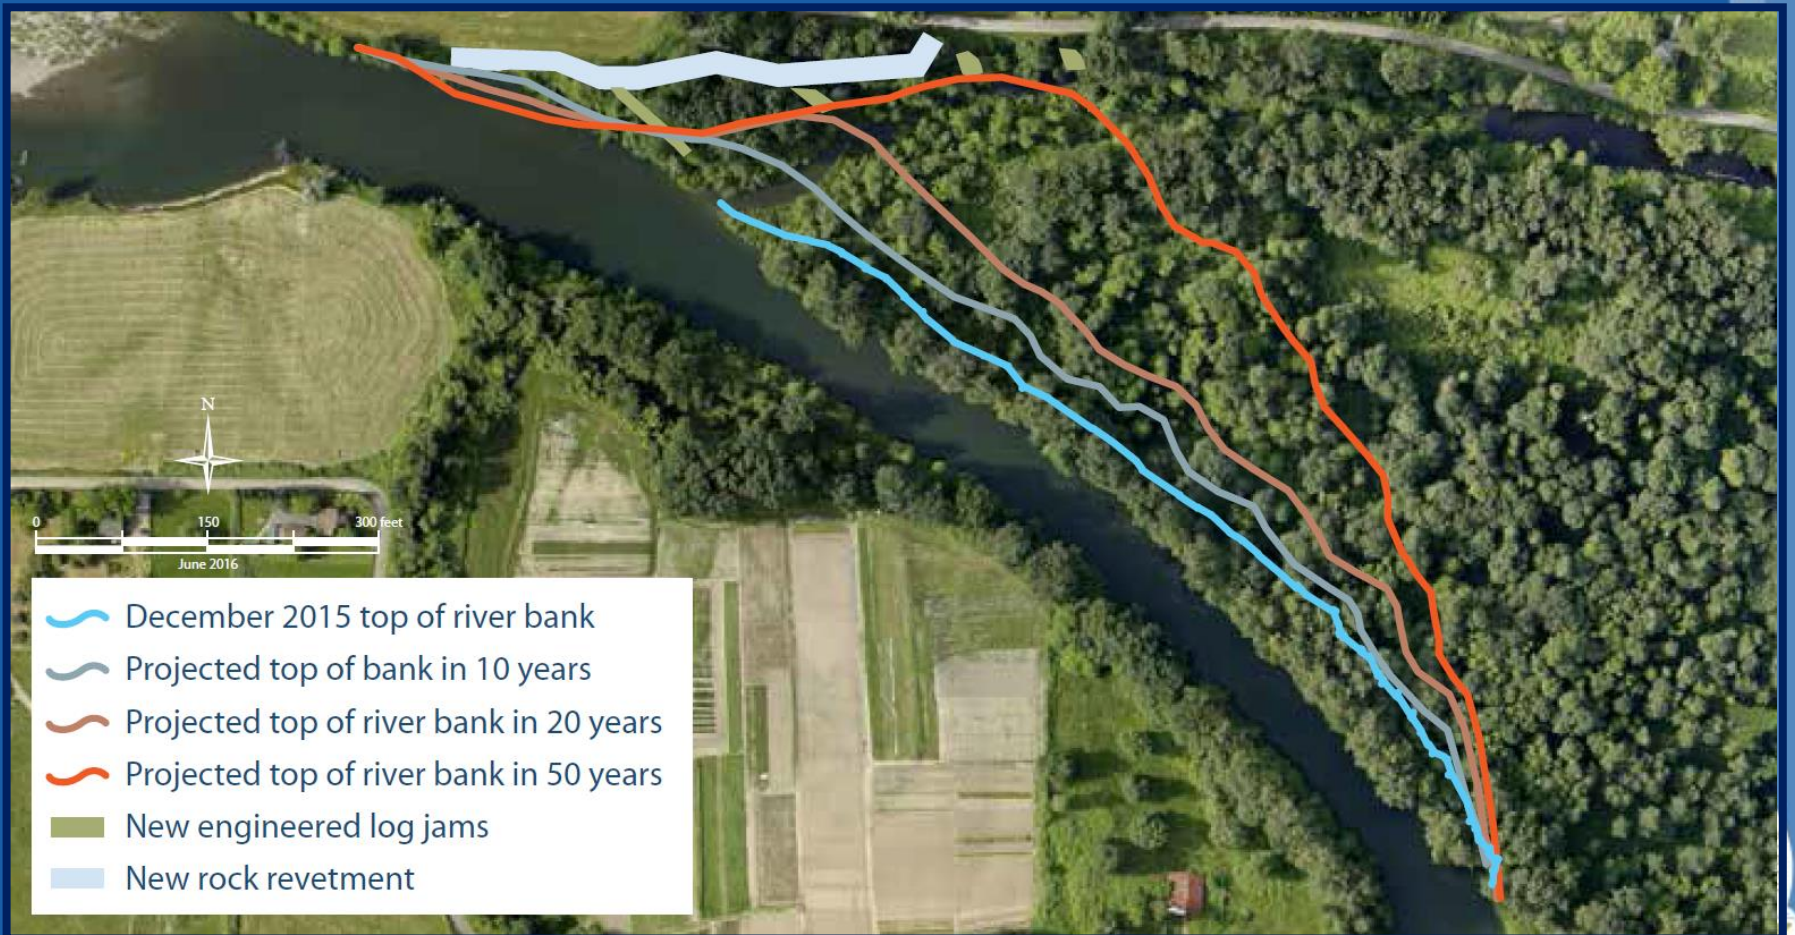 N
0 150 300 feet
June 2016
December 2015 top of river bank
Projected top of bank in 10 years
Projected top of river bank in 20 years
Projected top of river bank in 50 years
New engineered log jams
New rock revetment